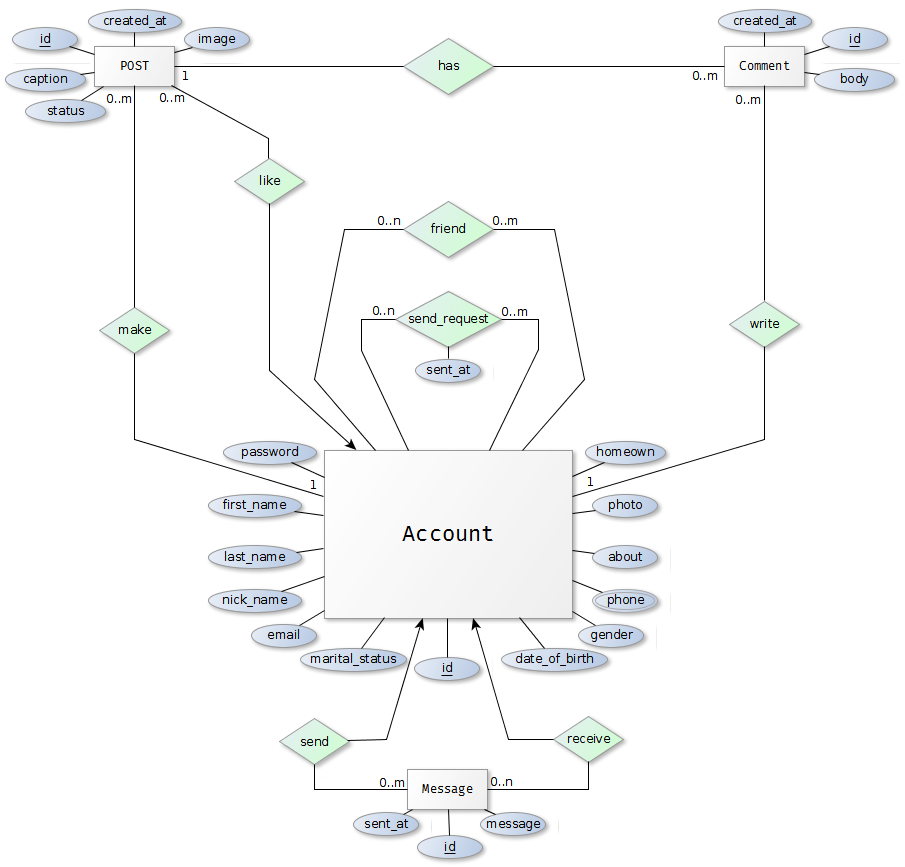 created_at
created_at
id
image
id
POST
has
Comment
1
0..m
caption
body
0..m
0..m
0..m
status
like
0..n
0..m
friend
0..n
0..m
send_request
make
write
sent_at
password
homeown
1
1
first_name
photo
Account
last_name
about
nick_name
phone
email
gender
marital_status
id
date_of_birth
send
receive
0..m
0..n
Message
sent_at
message
id